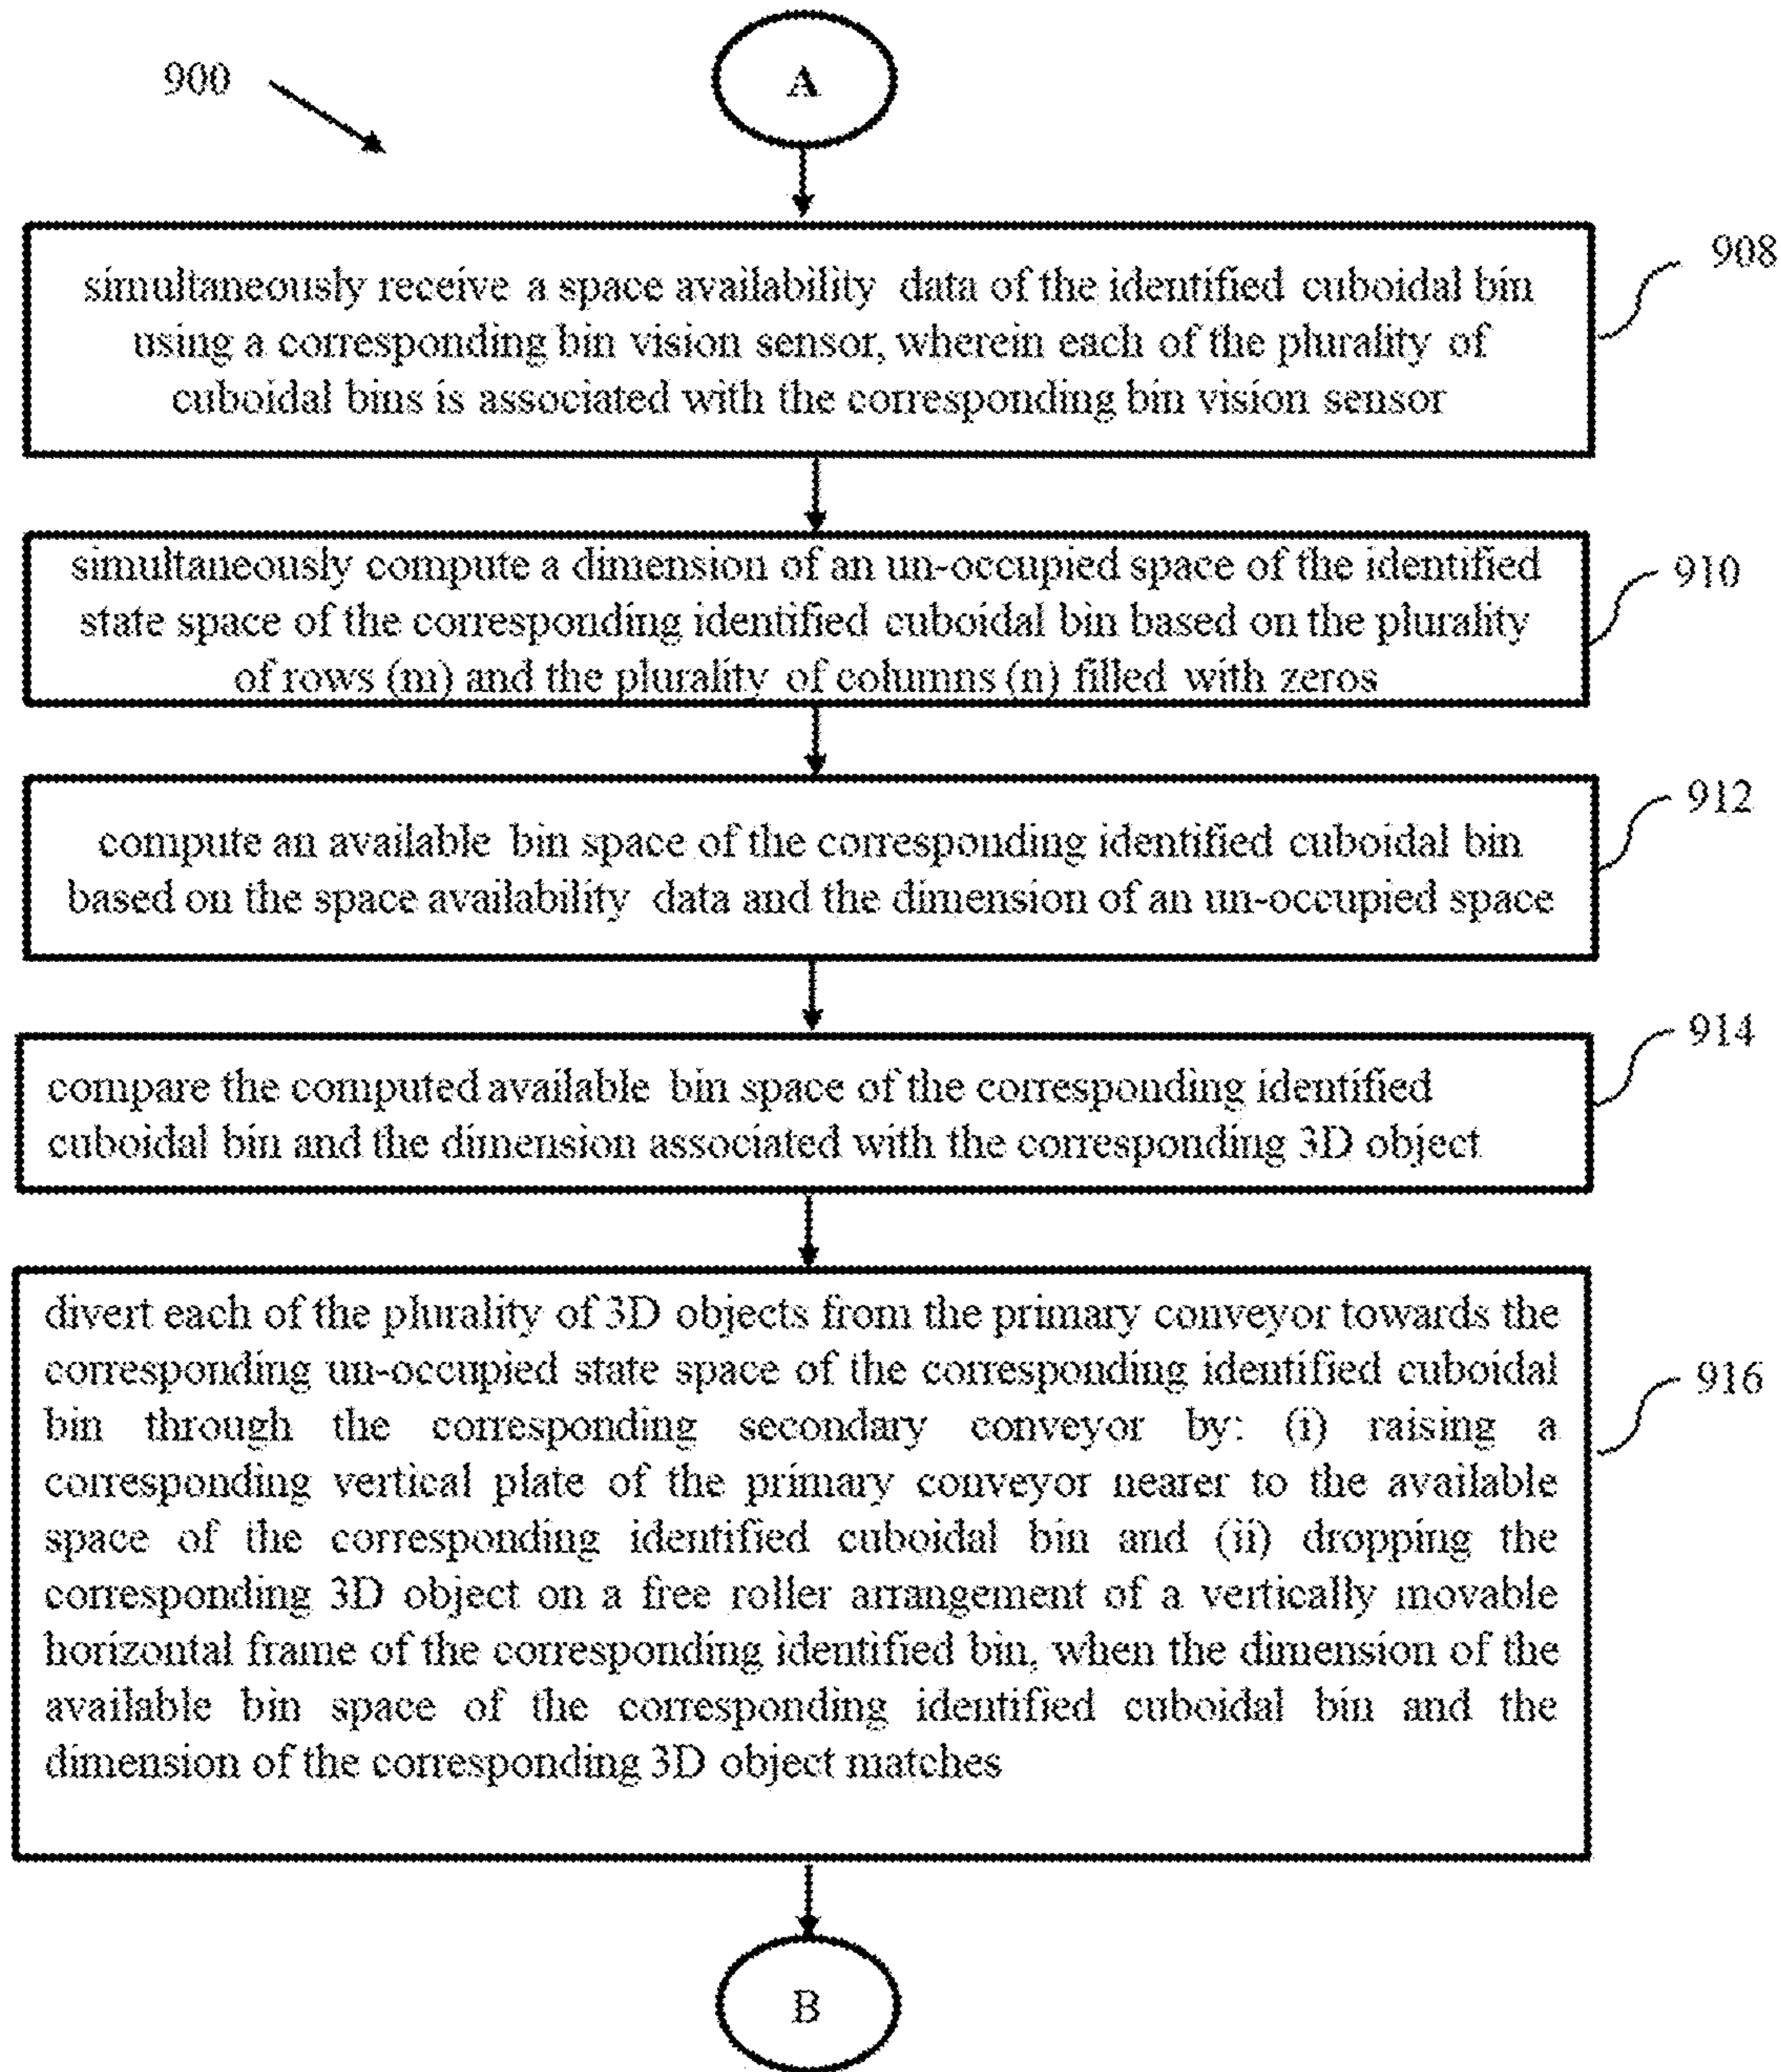 900
A
simultaneously receive a space availability data of the identified cuboidal bin
using a corresponding bin vision sensor, wherein each of the plurality of
cuboidal bins is associated with the corresponding bin vision sensor
908
simultaneously compute a dimension of an un-occupied space of the identified
state space of the corresponding identified cuboidal bin based on the plurality
of rows (m) and the plurality of columns (n) filled with zeros
910
compute an available bin space of the corresponding identified cuboidal bin
based on the space availability data and the dimension of an un-occupied space
912
compare the computed available bin space of the corresponding identified
cuboidal bin and the dimension associated with the corresponding 3D object
914
divert each of the plurality of 3D objects from the primary conveyor towards the
corresponding un-occupied state space of the corresponding identified cuboidal
bin through the corresponding secondary conveyor by: (i) raising a
corresponding vertical plate of the primary conveyor nearer to the available
space of the corresponding identified cuboidal bin and (ii) dropping the
corresponding 3D object on a free roller arrangement of a vertically movable
horizontal frame of the corresponding identified bin, when the dimension of the
available bin space of the corresponding identified cuboidal bin and the
dimension of the corresponding 3D object matches
916
B